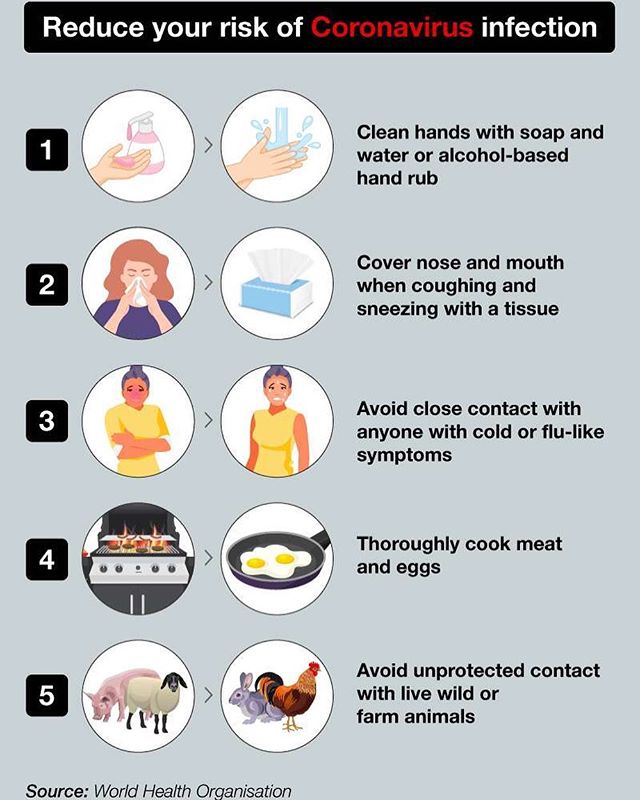 Reduce your risk of Coronavirus infection
1
Clean hands with soap and
water or alcohol-based
hand rub
2
Cover nose and mouth
when coughing and
sneezing with a tissue
3
Avoid close contact with
anyone with cold or flu-like
symptoms
4
Thoroughly cook meat
and eggs
5
Avoid unprotected contact
with live wild or
farm animals
Source: World Health Organisation